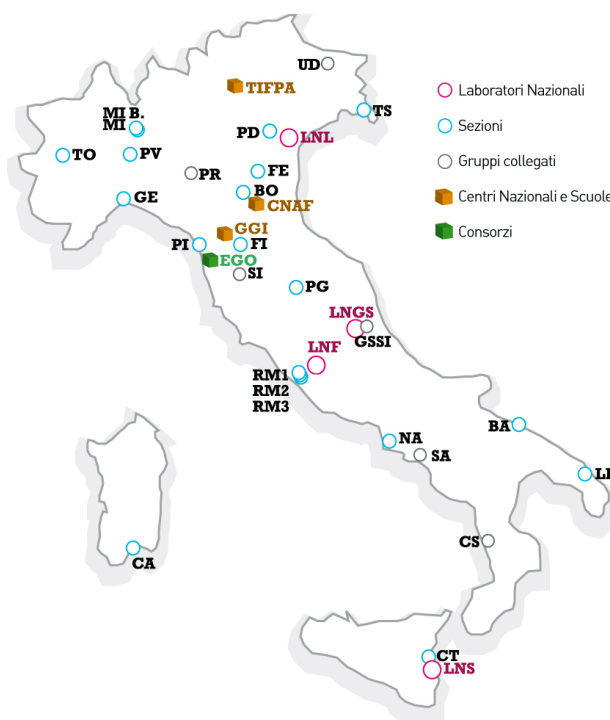 UD
TIFPA
MI B.
MI
TS
PD
LNL
TO
PV
PR
FE
BO
GE
CNAF
GGI
PI
FI
EGO
SI
PG
LNGS
GSSI
LNF
RM1
RM2
RM3
NA
SA
BA
CS
CA
CT
LNS
Laboratori Nazionali
Sezioni
Gruppi collegati
Centri Nazionali e Scuole
Consorzi